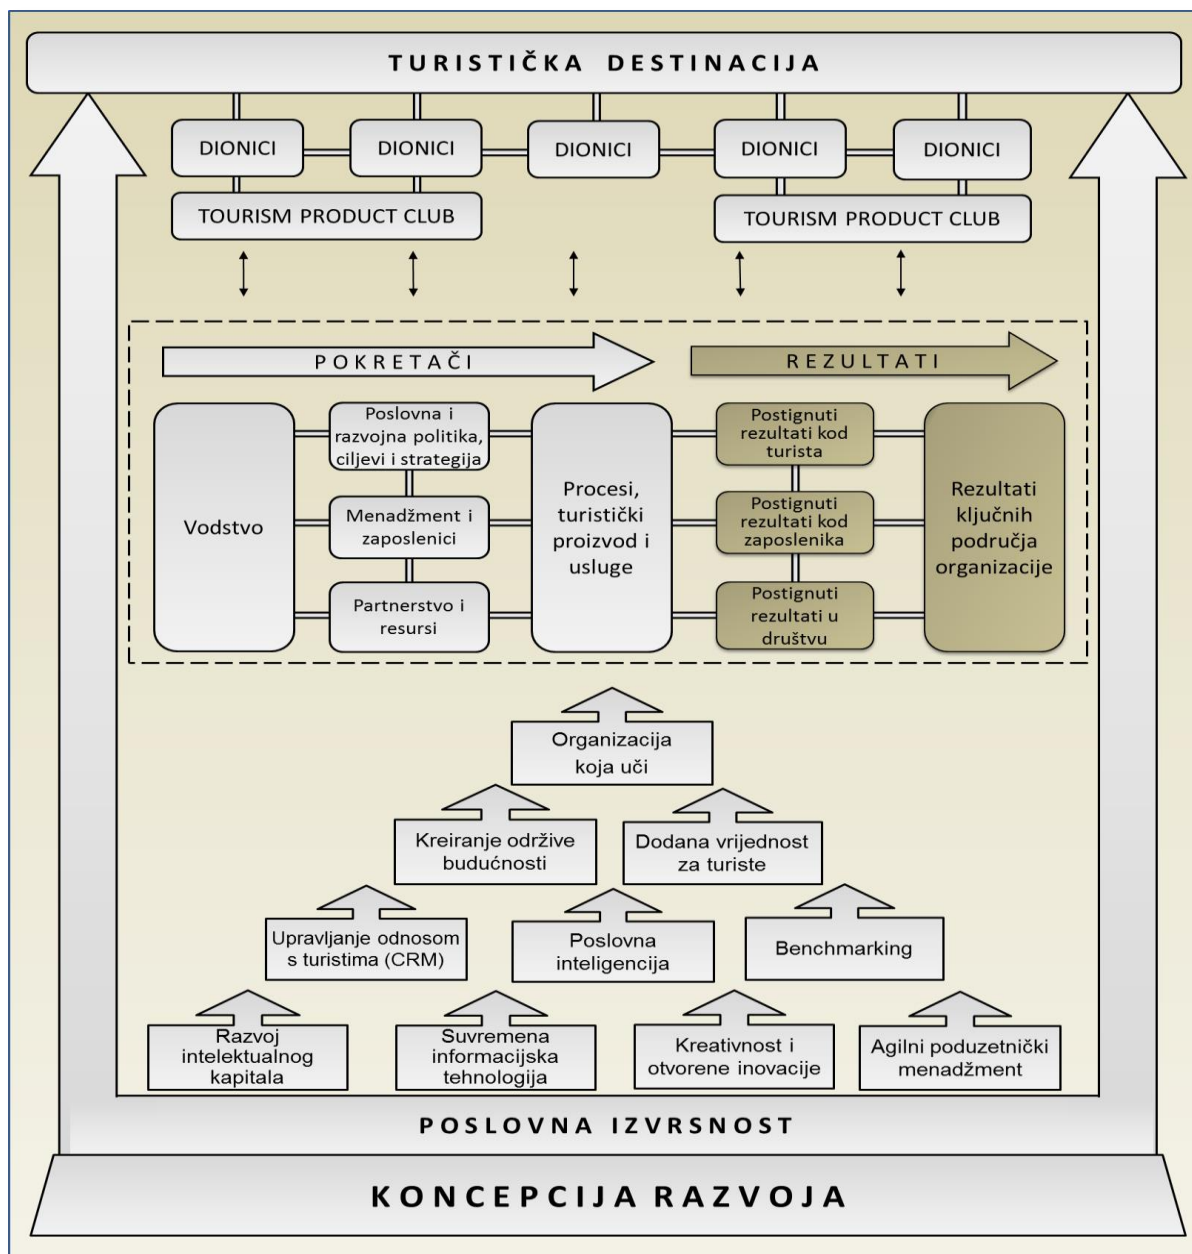 TURISTIČKA DESTINACIJA
DIONICI
DIONICI
DIONICI
DIONICI
DIONICI
TOURISM PRODUCT CLUB
TOURISM PRODUCT CLUB
POKRETAČI
REZULTATI
Vodstvo
Poslovna i
razvojna politika,
ciljevi i strategija
Menadžment i
zaposlenici
Partnerstvo i
resursi
Procesi,
turistički
proizvod i
usluge
Postignuti
rezultati kod
turista
Postignuti
rezultati kod
zaposlenika
Postignuti
rezultati u
društvu
Rezultati
ključnih
područja
organizacije
Organizacija
koja uči
Kreiranje održive
budućnosti
Dodana vrijednost
za turiste
Upravljanje odnosom
s turistima (CRM)
Poslovna
inteligencija
Benchmarking
Razvoj
intelektualnog
kapitala
Suvremena
informacijska
tehnologija
Kreativnost i
otvorene inovacije
Agilni poduzetnički
menadžment
POSLOVNA IZVRSNOST
KONCEPCIJA RAZVOJA